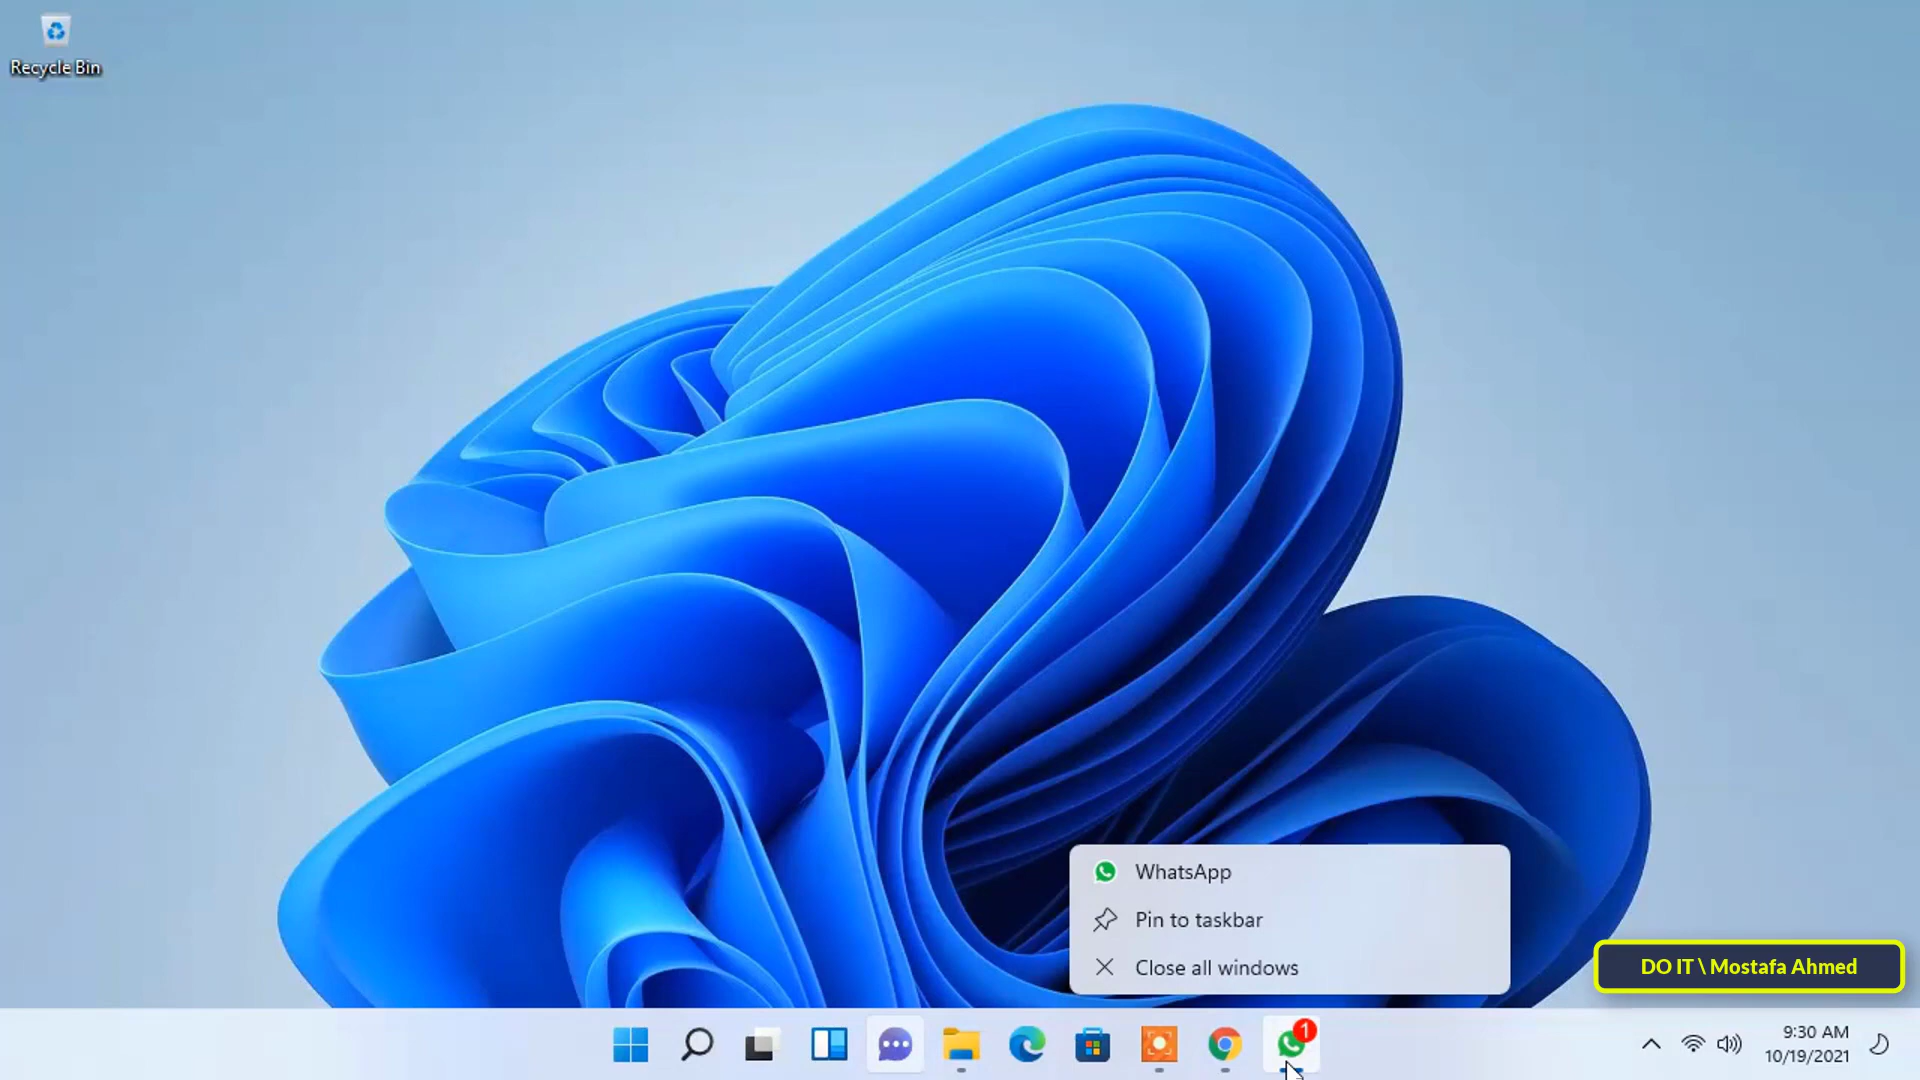 Recycle Bin
WhatsApp
Pin to taskbar
Close all windows
DO IT \ Mostafa Ahmed
1
9:30 AM
10/19/2021